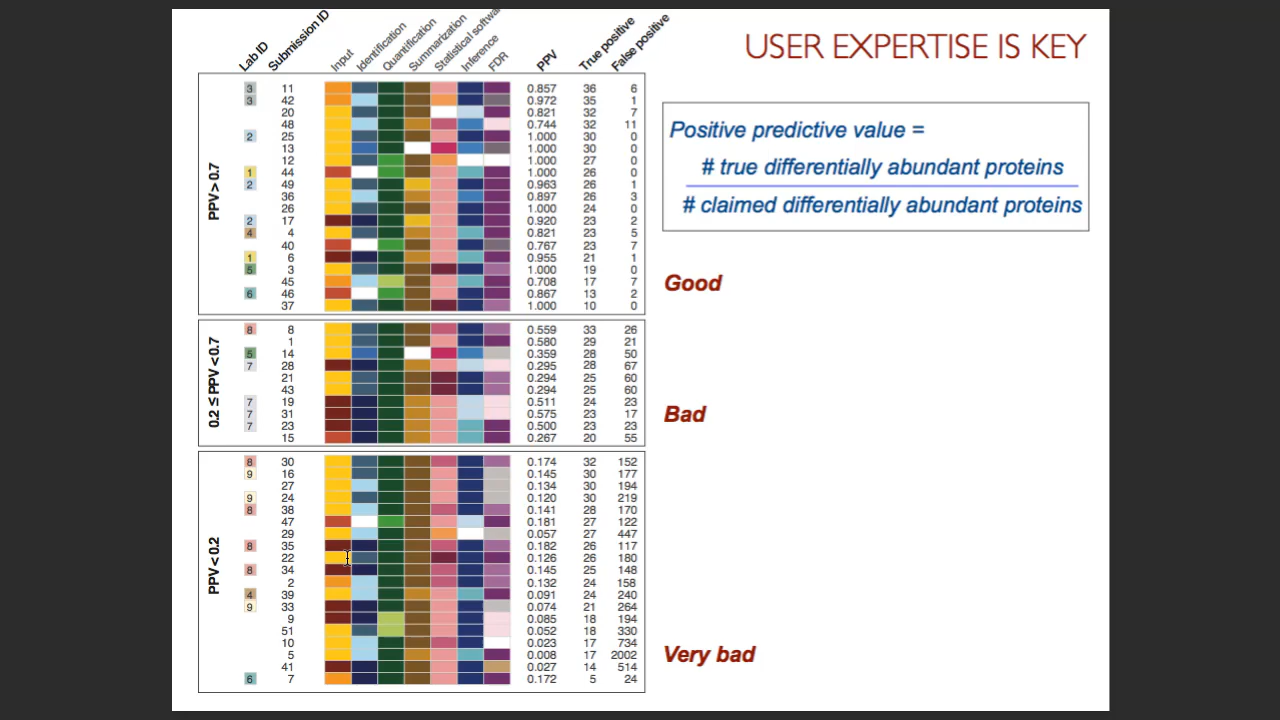 USER EXPERTISE IS KEY
Lab ID Submission ID Input Identification Quantification Summarization Statistical softwa Inference FDR PPV True positive False positive
PPV > 0.7
3 11 0.857 36 6
3 42 0.972 35 1
20 0.821 32 7
48 0.744 32 11
2 25 1.000 30 0
13 1.000 30 0
12 1.000 27 0
1 44 1.000 26 0
2 49 0.963 26 1
36 0.897 26 3
26 1.000 24 0
2 17 0.920 23 2
4 4 0.821 23 5
40 0.767 23 7
1 6 0.955 21 1
5 3 1.000 19 0
45 0.708 17 7
6 46 0.867 13 2
37 1.000 10 0
0.2 ≤ PPV < 0.7
8 8 0.559 33 26
1 0.580 29 21
5 14 0.359 28 50
7 28 0.295 28 67
21 0.294 25 60
43 0.294 25 60
7 19 0.511 24 23
7 31 0.575 23 17
7 23 0.500 23 23
15 0.267 20 55
PPV < 0.2
8 30 0.174 32 152
9 16 0.145 30 177
27 0.134 30 194
9 24 0.120 30 219
8 38 0.141 28 170
47 0.181 27 122
29 0.057 27 447
8 35 0.182 26 117
22 0.126 26 180
8 34 0.145 25 148
2 0.132 24 158
4 39 0.091 24 240
9 33 0.074 21 264
9 0.085 18 194
51 0.052 18 330
10 0.023 17 734
5 0.008 17 2002
41 0.027 14 514
6 7 0.172 5 24
Positive predictive value =
# true differentially abundant proteins
# claimed differentially abundant proteins
Good
Bad
Very bad